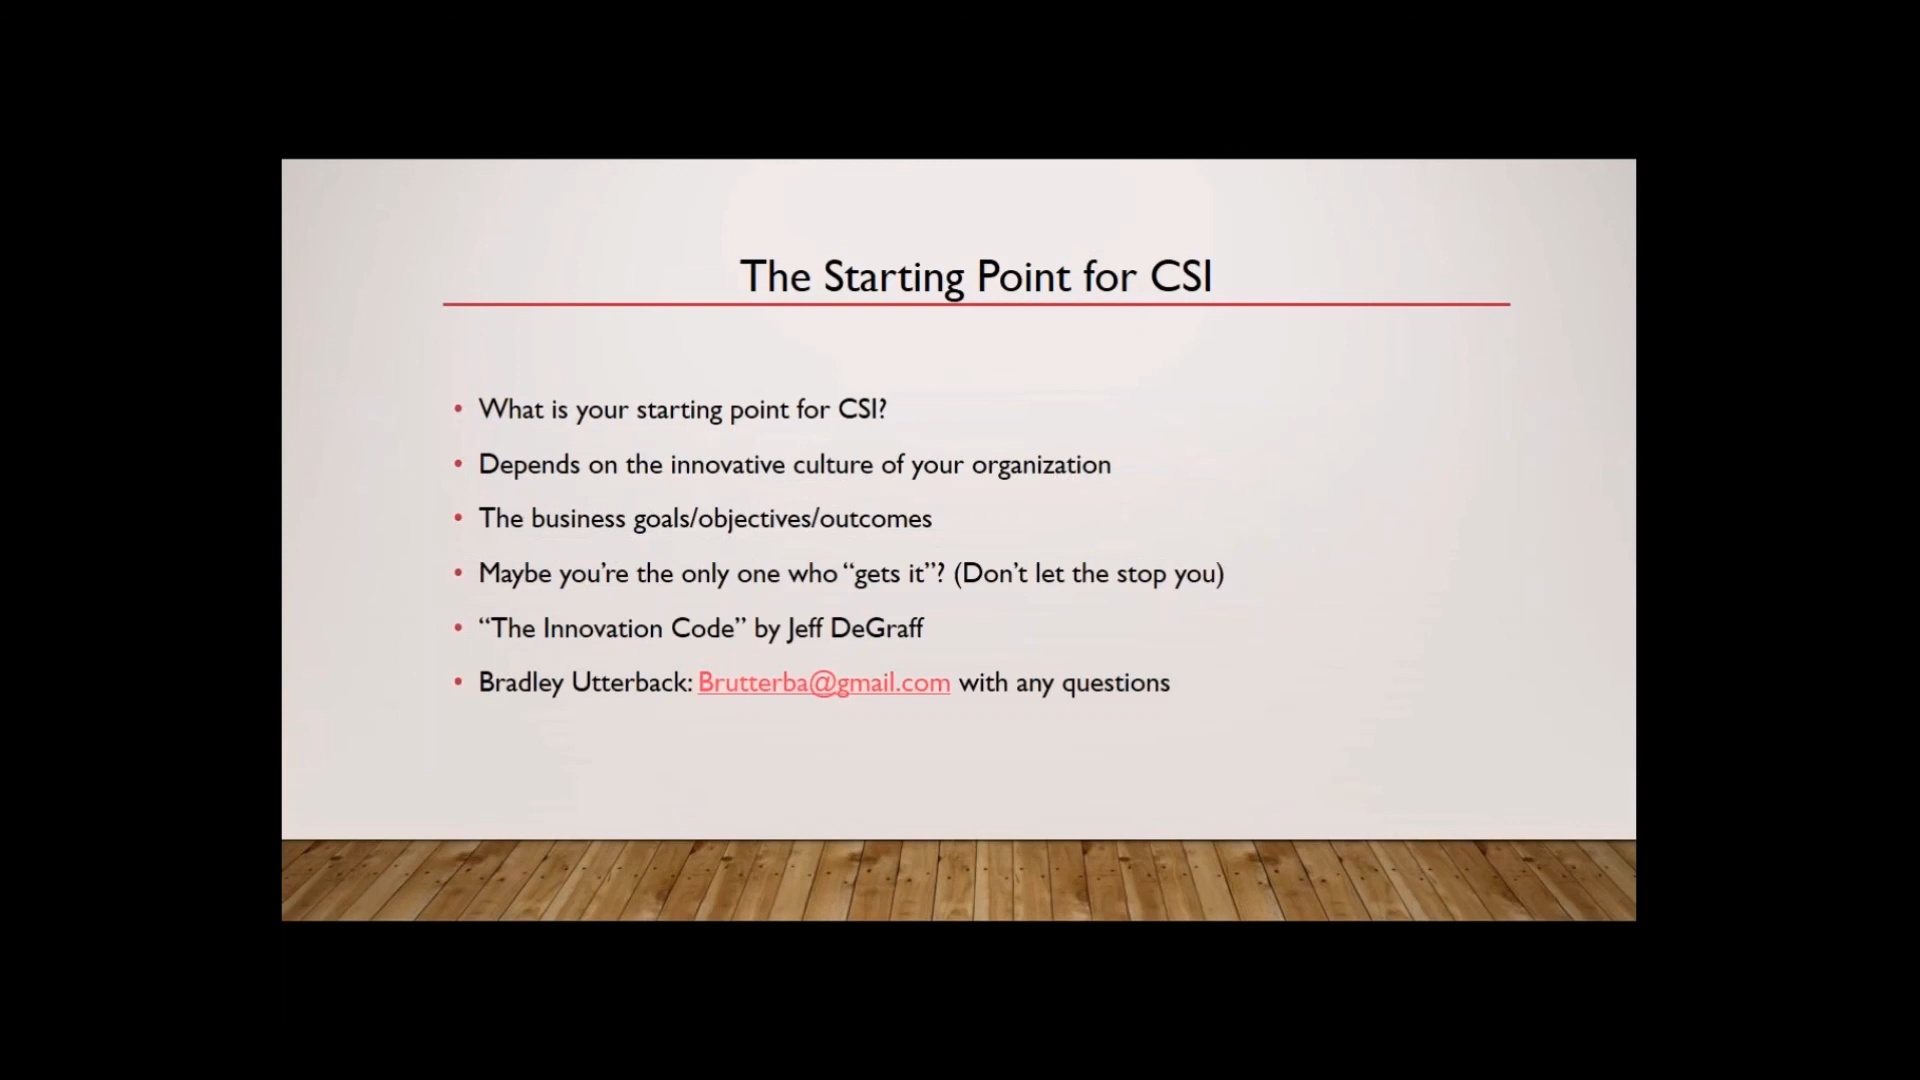 The Starting Point for CSI
• What is your starting point for CSI?
• Depends on the innovative culture of your organization
• The business goals/objectives/outcomes
• Maybe you’re the only one who “gets it”? (Don’t let the stop you)
• “The Innovation Code” by Jeff DeGraff
• Bradley Utterback: Brutterba@gmail.com with any questions